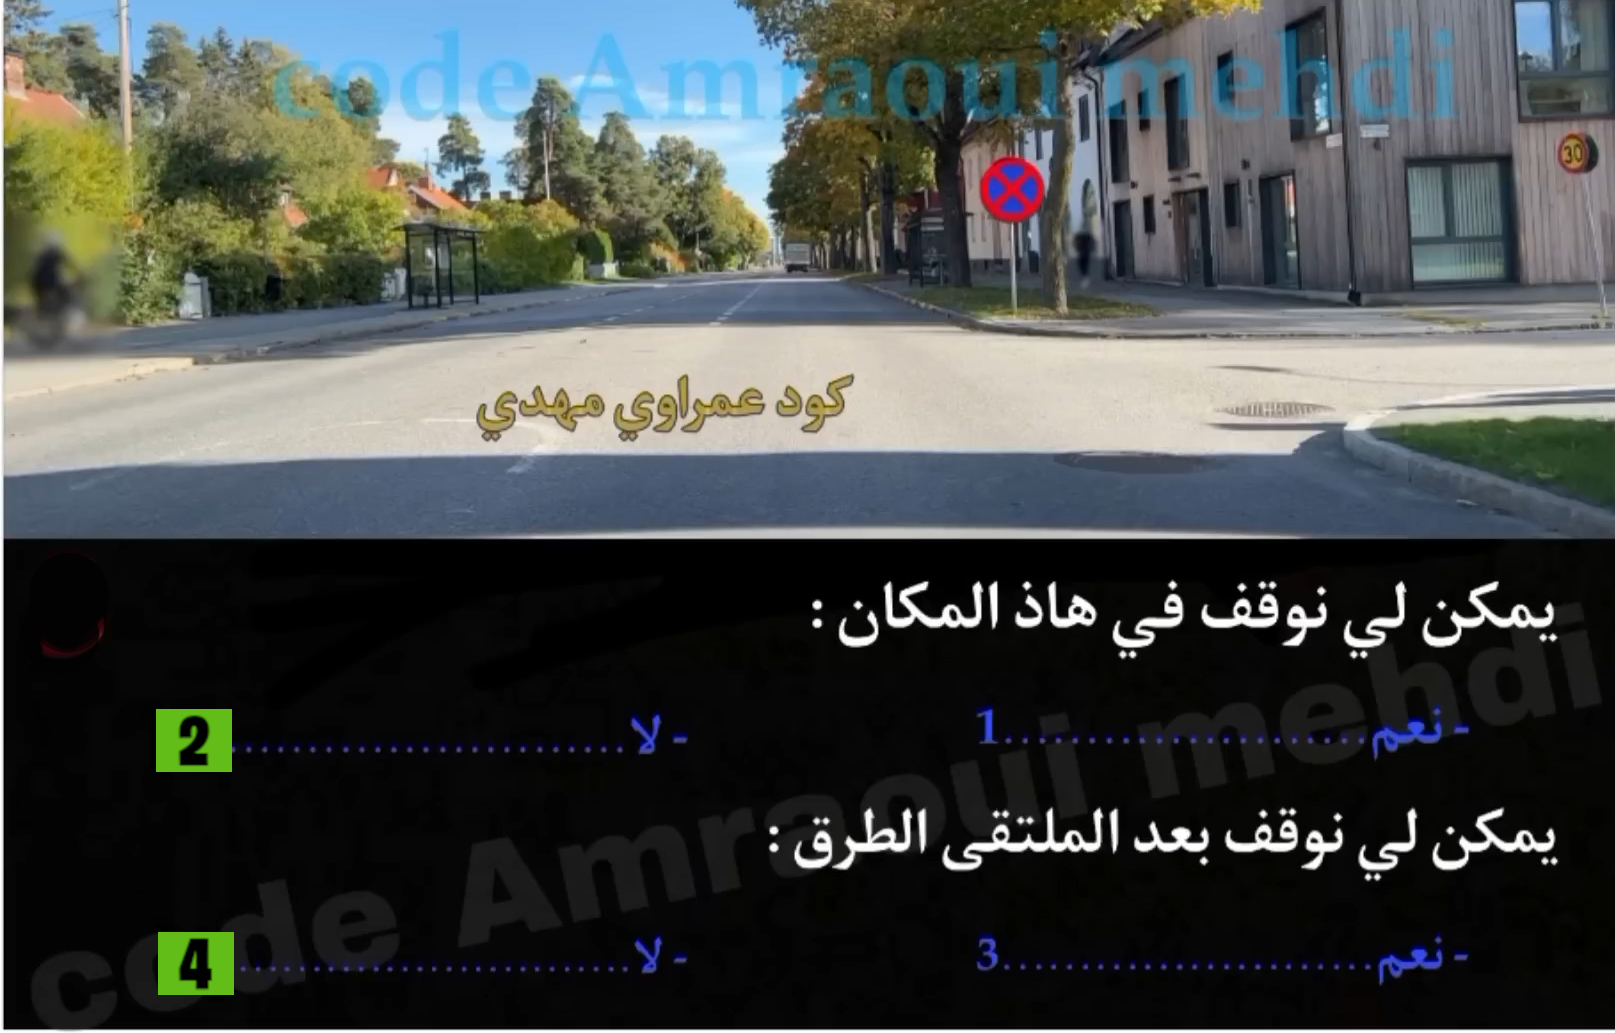 code Amraoui mehdi
30
كود عمراوي مهدي
يمكن لي نوقف في هاذ المكان :
- نعم.......................1 - لا..........................2
يمكن لي نوقف بعد الملتقى الطرق :
- نعم.......................3 - لا..........................4
code Amraoui mehdi